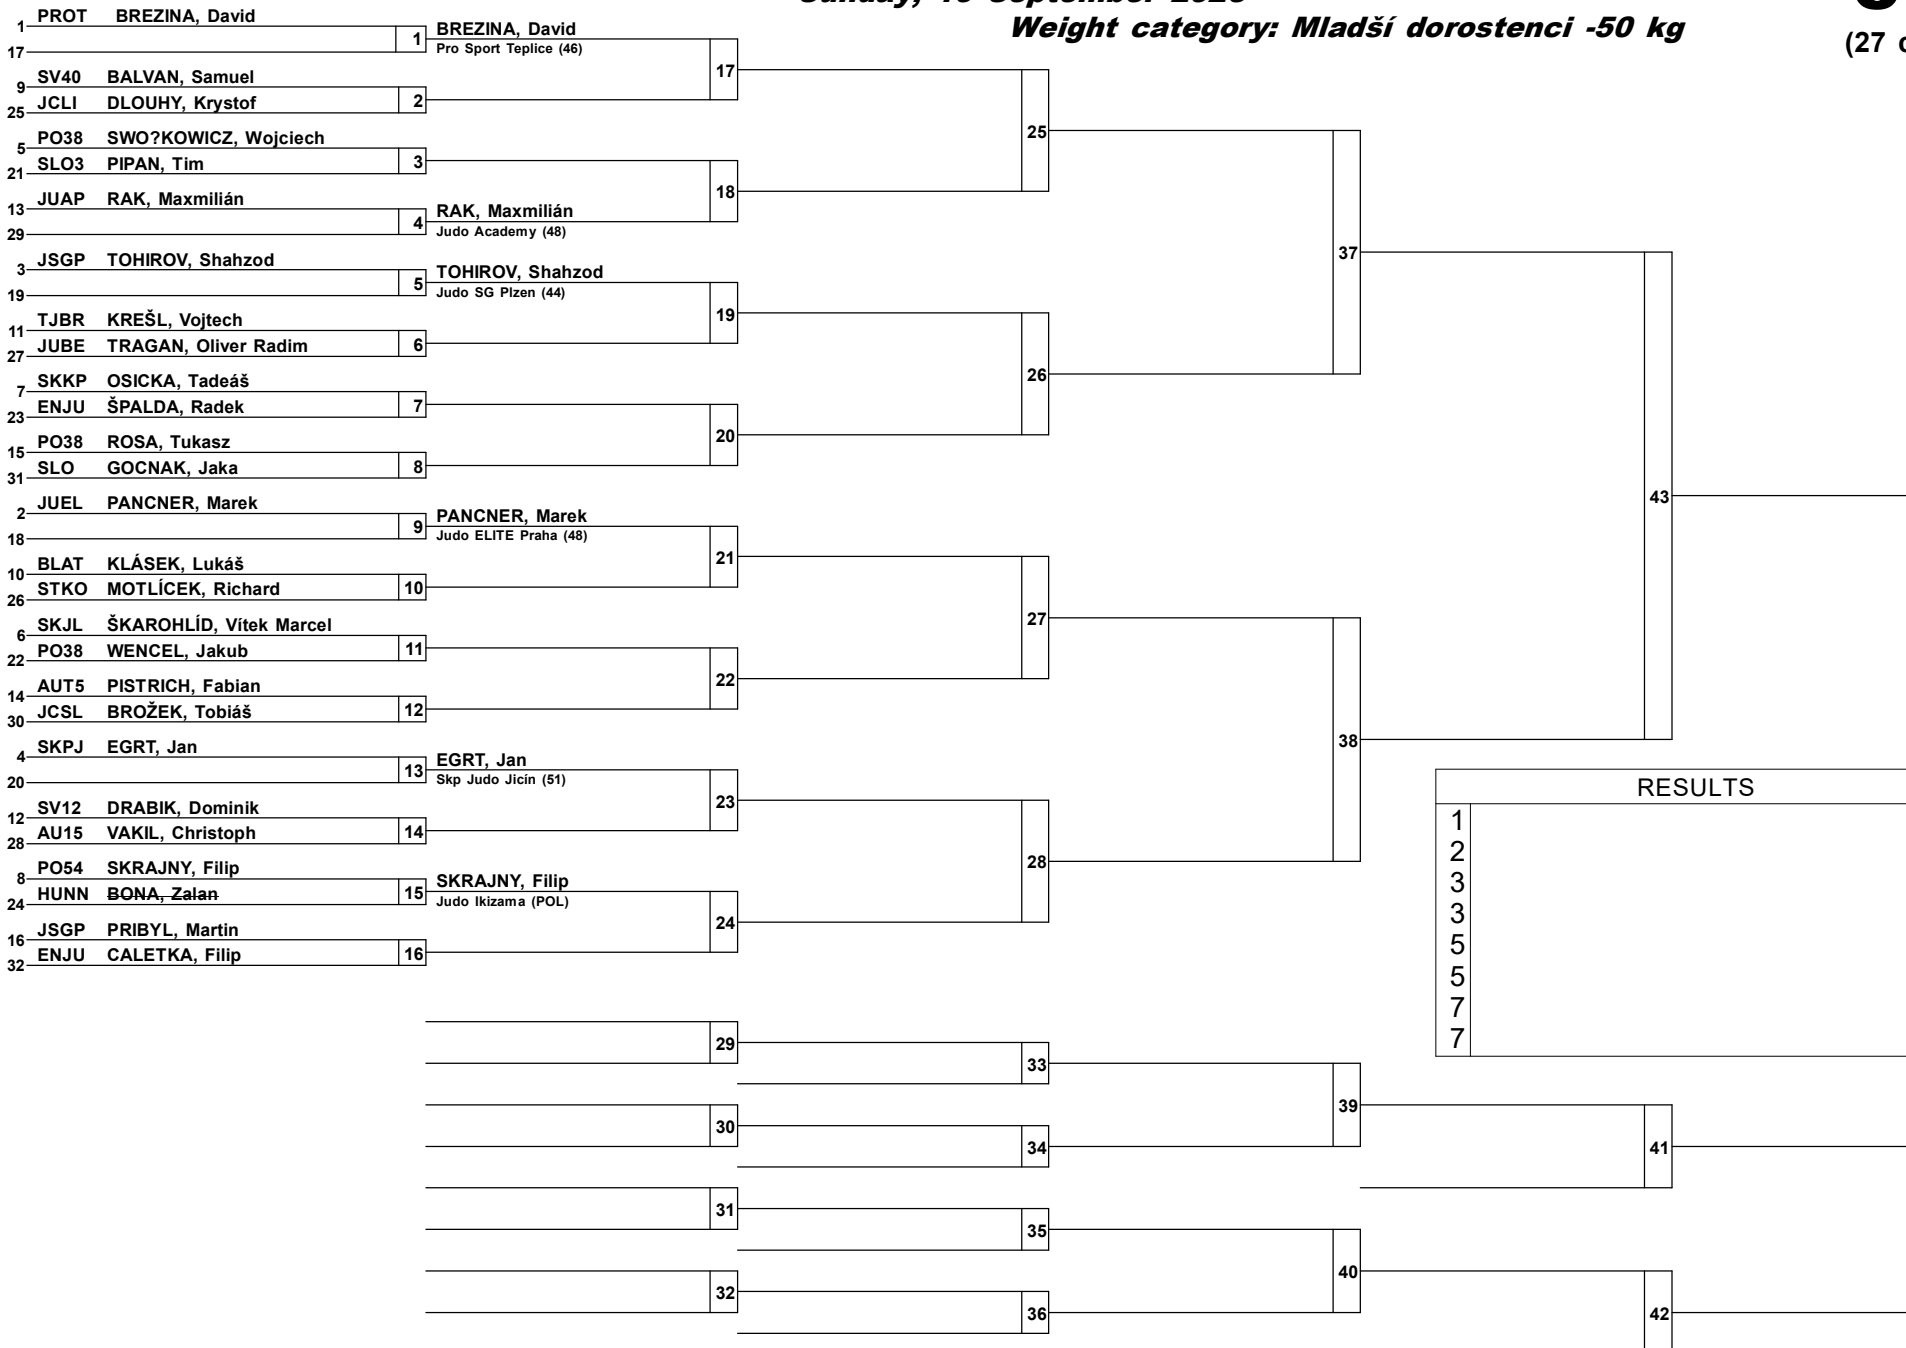 Weight category: Mladší dorostenci -50 kg
(27
1 PROT BREZINA, David
17
1 BREZINA, David
Pro Sport Teplice (46)
9 SV40 BALVAN, Samuel
25 JCLI DLOUHY, Krystof
2
17
5 PO38 SWO?KOWICZ, Wojciech
21 SLO3 PIPAN, Tim
3
13 JUAP RAK, Maxmilián
29
4 RAK, Maxmilián
Judo Academy (48)
18
25
3 JSGP TOHIROV, Shahzod
19
5 TOHIROV, Shahzod
Judo SG Plzen (44)
11 TJBR KREŠL, Vojtech
27 JUBE TRAGAN, Oliver Radim
6
19
7 SKKP OSICKA, Tadeáš
23 ENJU ŠPALDA, Radek
7
15 PO38 ROSA, Tukasz
31 SLO GOCNAK, Jaka
8
20
26
37
2 JUEL PANCNER, Marek
18
9 PANCNER, Marek
Judo ELITE Praha (48)
10 BLAT KLÁSEK, Lukáš
26 STKO MOTLÍCEK, Richard
10
21
6 SKJL ŠKAROHLÍD, Vítek Marcel
22 PO38 WENCEL, Jakub
11
14 AUT5 PISTRICH, Fabian
30 JCSL BROŽEK, Tobiáš
12
22
27
4 SKPJ EGRT, Jan
20
13 EGRT, Jan
Skp Judo Jicín (51)
12 SV12 DRABIK, Dominik
28 AU15 VAKIL, Christoph
14
23
8 PO54 SKRAJNY, Filip
24 HUNN BONA, Zalan
15 SKRAJNY, Filip
Judo Ikizama (POL)
16 JSGP PRIBYL, Martin
32 ENJU CALETKA, Filip
16
24
28
38
43
RESULTS
1
2
3
3
5
5
7
7
29
33
30
34
39
41
31
35
32
36
40
42